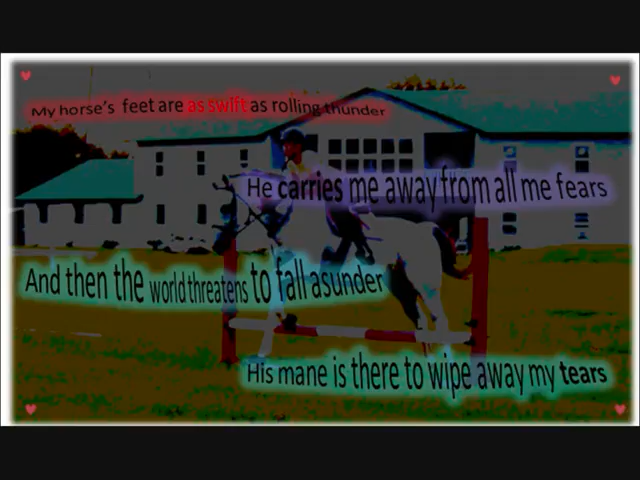 My horse's feet are as swift as rolling thunder
He carries me away from all me fears
And then the world threatens to fall asunder
His mane is there to wipe away my tears